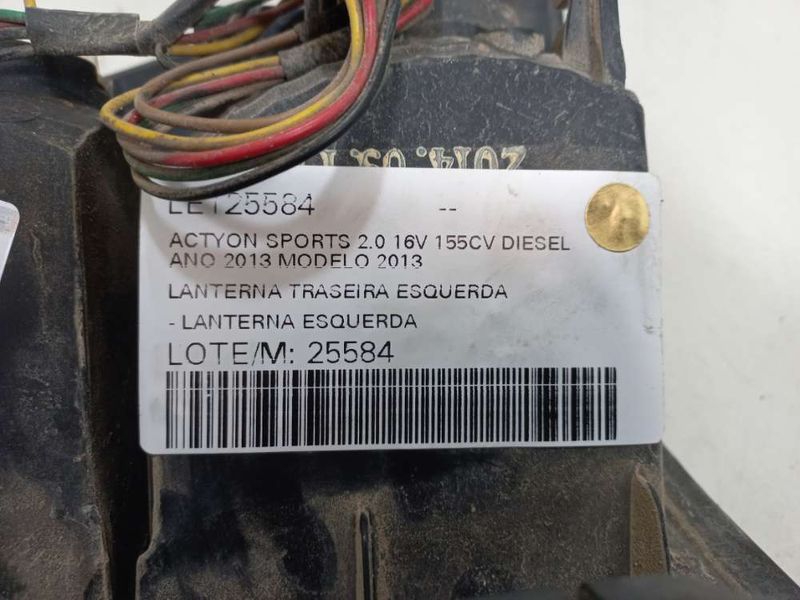 LET25584 --
ACTYON SPORTS 2.0 16V 155CV DIESEL
ANO 2013 MODELO 2013
LANTERNA TRASEIRA ESQUERDA
- LANTERNA ESQUERDA
LOTE/M: 25584